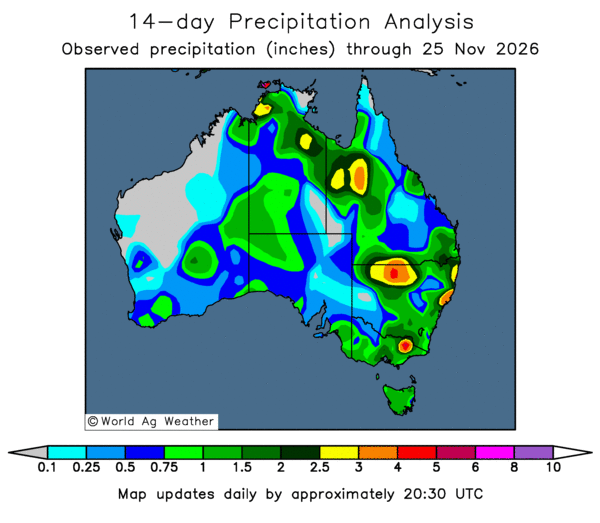 14-day Precipitation Analysis
Observed precipitation (inches) through 25 Nov 2026
©World Ag Weather
0.1 0.25 0.5 0.75 1 1.5 2 2.5 3 4 5 6 8 10
Map updates daily by approximately 20:30 UTC